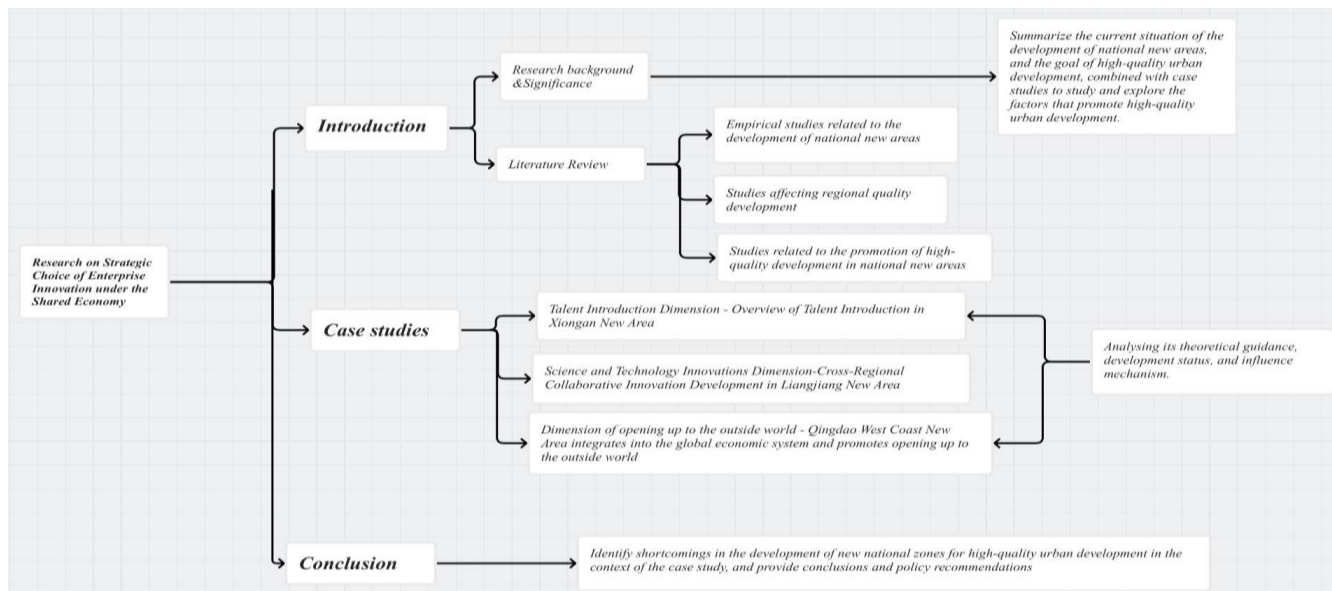 Research on Strategic
Choice of Enterprise
Innovation under the
Shared Economy
Introduction
Research background
&Significance
Summarize the current situation of the
development of national new areas,
and the goal of high-quality urban
development, combined with case
studies to study and explore the
factors that promote high-quality
urban development.
Literature Review
Empirical studies related to the
development of national new areas
Studies affecting regional quality
development
Studies related to the promotion of high-
quality development in national new areas
Case studies
Talent Introduction Dimension - Overview of Talent Introduction in
Xiongan New Area
Science and Technology Innovations Dimension-Cross-Regional
Collaborative Innovation Development in Liangjiang New Area
Dimension of opening up to the outside world - Qingdao West Coast New
Area integrates into the global economic system and promotes opening up to
the outside world
Analysing its theoretical guidance,
development status, and influence
mechanism.
Conclusion
Identify shortcomings in the development of new national zones for high-quality urban development in the
context of the case study, and provide conclusions and policy recommendations